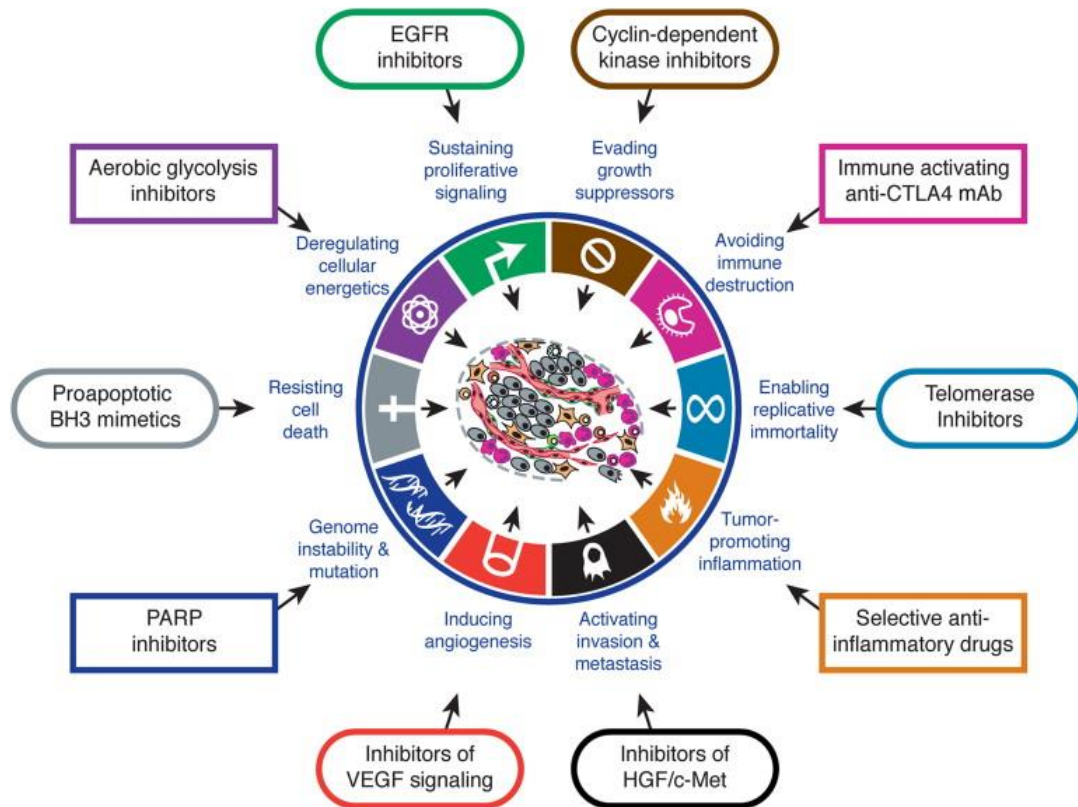 EGFR
inhibitors
Cyclin-dependent
kinase inhibitors
Sustaining
proliferative
signaling
Evading
growth
suppressors
Aerobic glycolysis
inhibitors
Immune activating
anti-CTLA4 mAb
Deregulating
cellular
energetics
Avoiding
immune
destruction
Proapoptotic
BH3 mimetics
Resisting
cell
death
Enabling
replicative
immortality
Telomerase
Inhibitors
Genome
instability &
mutation
Tumor-
promoting
inflammation
PARP
inhibitors
Inducing
angiogenesis
Activating
invasion &
metastasis
Selective anti-
inflammatory drugs
Inhibitors of
VEGF signaling
Inhibitors of
HGF/c-Met